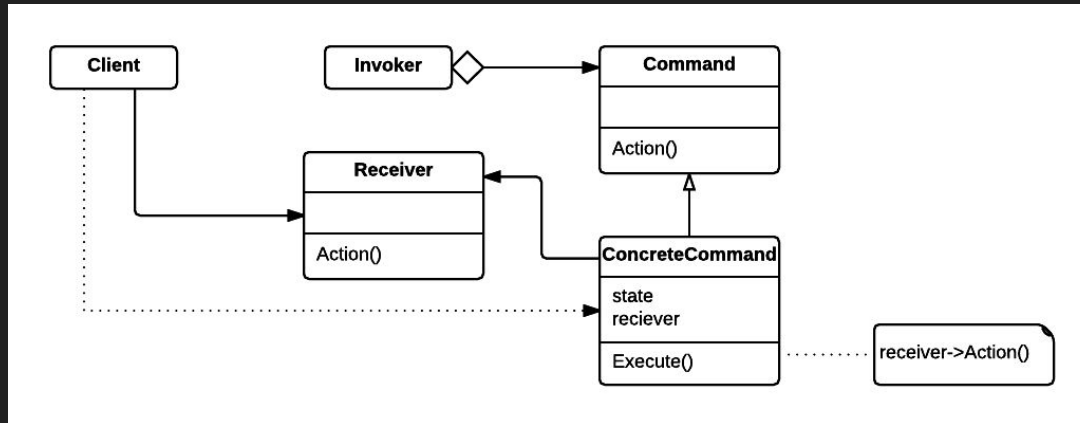 Client
Invoker
Command
Action()
Receiver
Action()
ConcreteCommand
state
reciever
Execute()
receiver->Action()